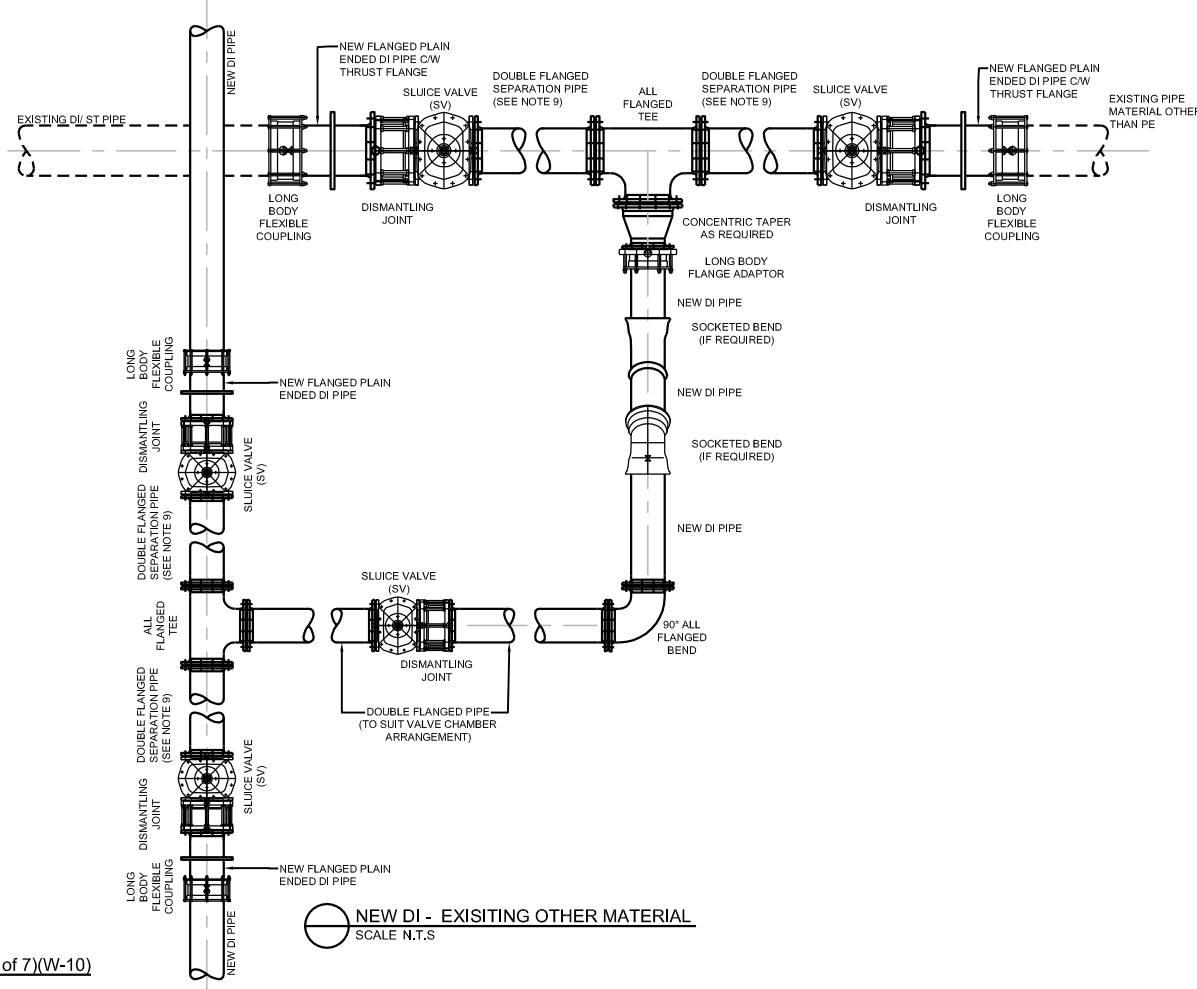 NEW DI PIPE
NEW FLANGED PLAIN
ENDED DI PIPE C/W
THRUST FLANGE
SLUICE VALVE
(SV)
DOUBLE FLANGED
SEPARATION PIPE
(SEE NOTE 9)
ALL
FLANGED
TEE
DOUBLE FLANGED
SEPARATION PIPE
(SEE NOTE 9)
SLUICE VALVE
(SV)
NEW FLANGED PLAIN
ENDED DI PIPE C/W
THRUST FLANGE
EXISTING PIPE
MATERIAL OTHER
THAN PE
EXISTING DI/ ST PIPE
LONG
BODY
FLEXIBLE
COUPLING
DISMANTLING
JOINT
CONCENTRIC TAPER
AS REQUIRED
DISMANTLING
JOINT
LONG
BODY
FLEXIBLE
COUPLING
LONG BODY
FLANGE ADAPTOR
NEW DI PIPE
SOCKETED BEND
(IF REQUIRED)
NEW DI PIPE
SOCKETED BEND
(IF REQUIRED)
NEW DI PIPE
LONG
BODY
FLEXIBLE
COUPLING
NEW FLANGED PLAIN
ENDED DI PIPE
DISMANTLING
JOINT
SLUICE VALVE
(SV)
DOUBLE FLANGED
SEPARATION PIPE
(SEE NOTE 9)
SLUICE VALVE
(SV)
ALL
FLANGED
TEE
DISMANTLING
JOINT
90° ALL
FLANGED
BEND
DOUBLE FLANGED PIPE
(TO SUIT VALVE CHAMBER
ARRANGEMENT)
DOUBLE FLANGED
SEPARATION PIPE
(SEE NOTE 9)
SLUICE VALVE
(SV)
DISMANTLING
JOINT
NEW FLANGED PLAIN
ENDED DI PIPE
LONG
BODY
FLEXIBLE
COUPLING
NEW DI PIPE
NEW DI - EXISITING OTHER MATERIAL
SCALE N.T.S
of 7)(W-10)